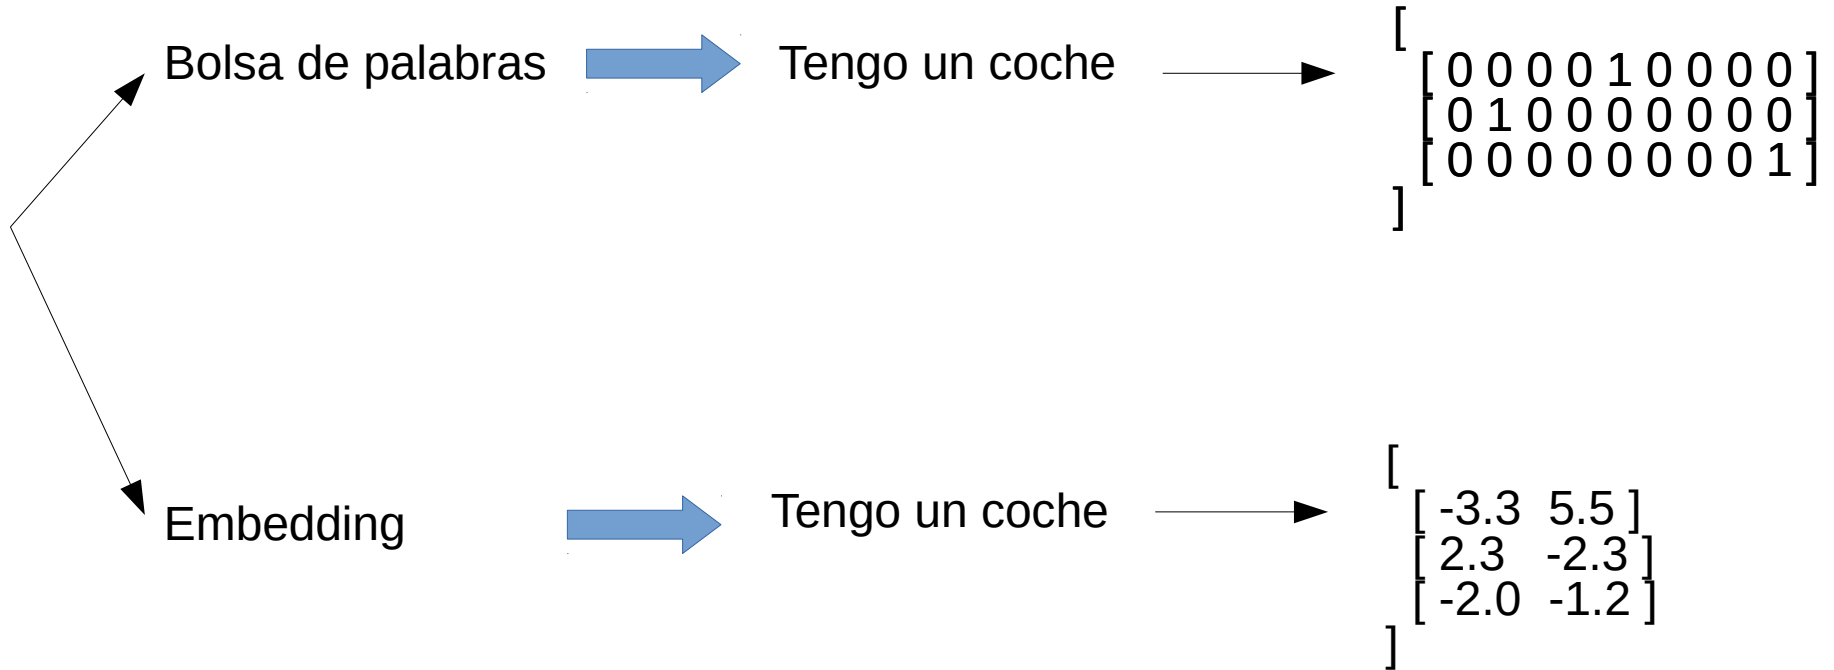 Bolsa de palabras
Tengo un coche
[
[ 0 0 0 0 1 0 0 0 0 ]
[ 0 1 0 0 0 0 0 0 0 ]
[ 0 0 0 0 0 0 0 0 1 ]
]
Embedding
Tengo un coche
[
[ -3.3 5.5 ]
[ 2.3 -2.3 ]
[ -2.0 -1.2 ]
]